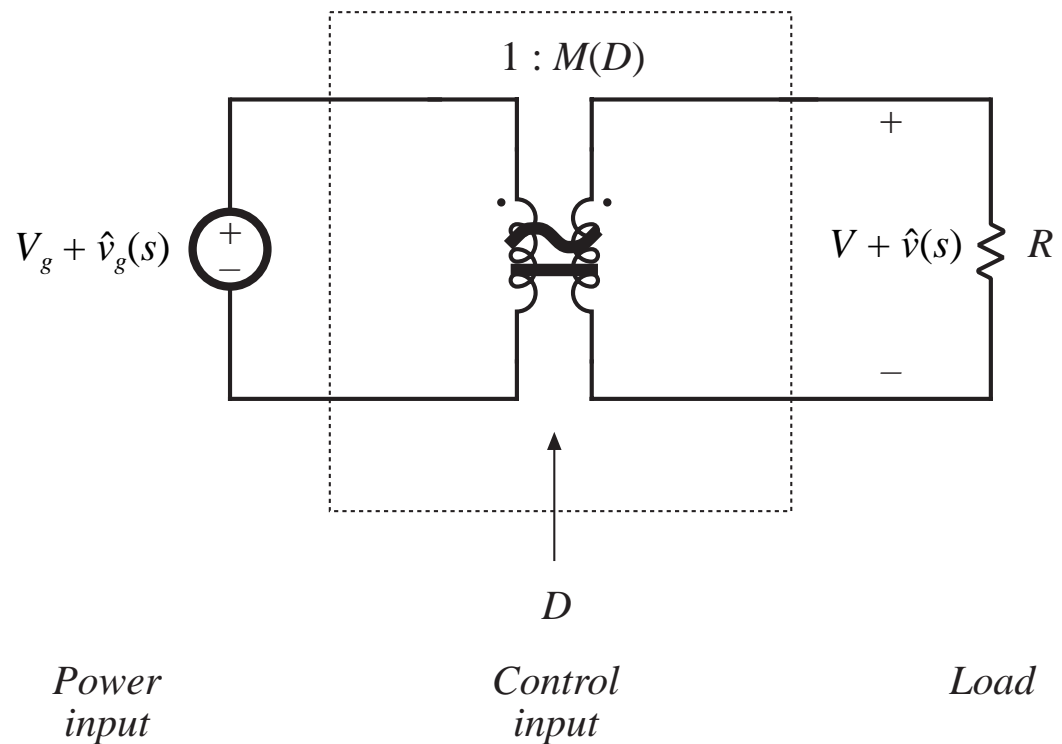 1 : M(D)
+
V_g + v̂_g(s)
+
−
V + v̂(s)
R
−
D
Power
input
Control
input
Load